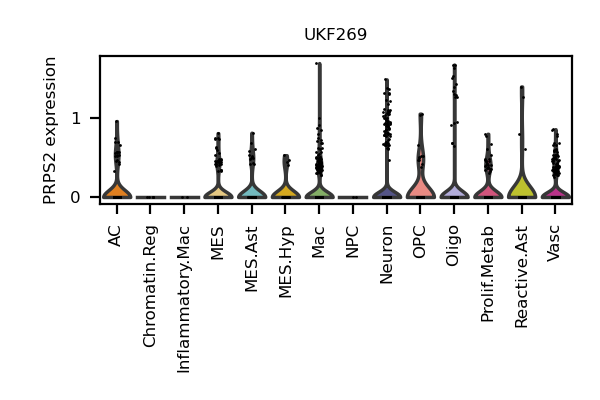 UKF269
PRPS2 expression
1
0
AC
Chromatin.Reg
Inflammatory.Mac
MES
MES.Ast
MES.Hyp
Mac
NPC
Neuron
OPC
Oligo
Prolif.Metab
Reactive.Ast
Vasc